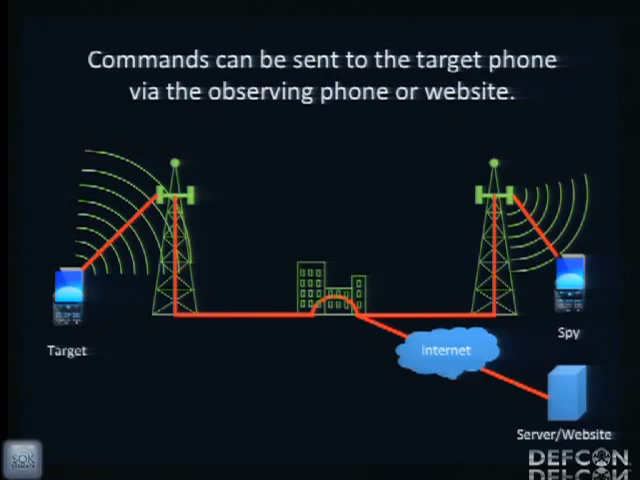 Commands can be sent to the target phone
via the observing phone or website.
Internet
Spy
Target
Server/Website
DEFCON
SOK